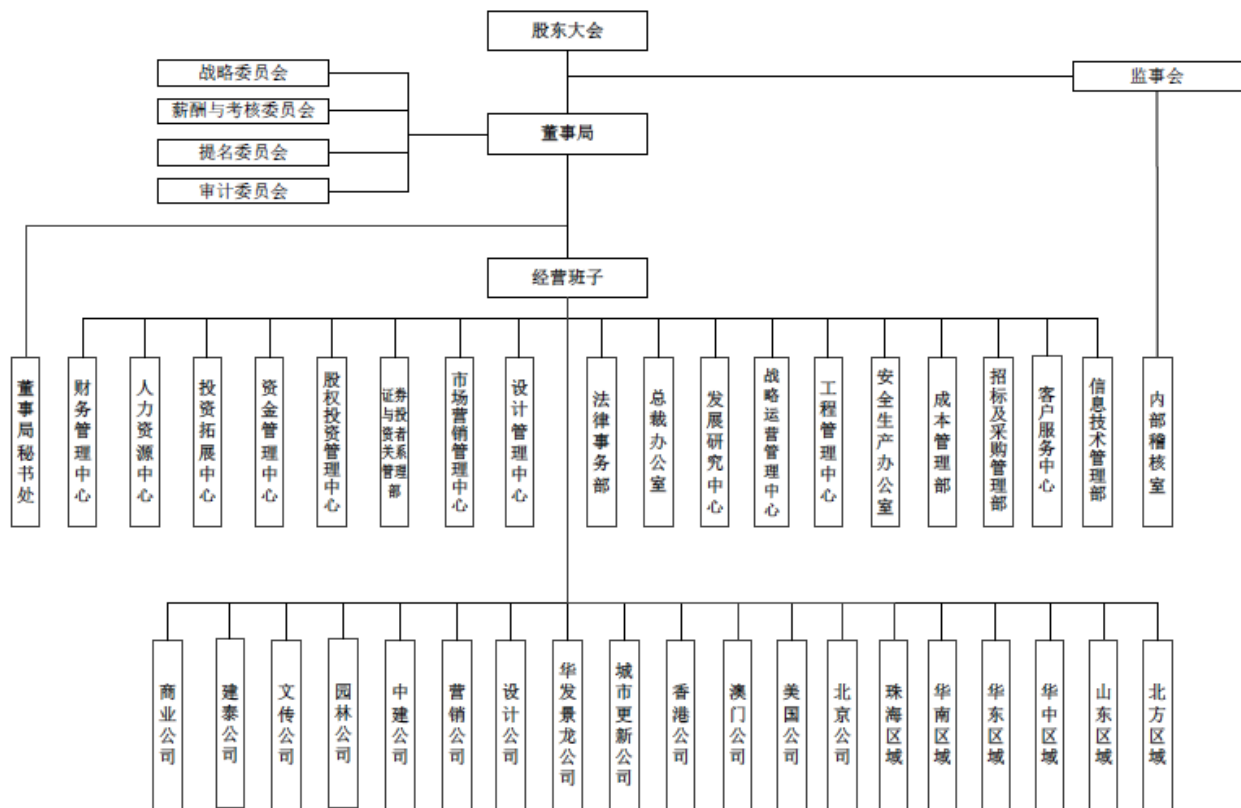 股东大会
战略委员会
监事会
薪酬与考核委员会
董事局
提名委员会
审计委员会
经营班子
董事局秘书处
财务管理中心
人力资源中心
投资拓展中心
资金管理中心
股权投资管理中心
证券与投资者关系管理部
市场营销管理中心
设计管理中心
法律事务部
总裁办公室
发展研究中心
战略运营管理中心
工程管理中心
安全生产办公室
成本管理部
招标及采购管理部
客户服务中心
信息技术管理部
内部稽核室
商业公司
建泰公司
文传公司
园林公司
中建公司
营销公司
设计公司
华发景龙公司
城市更新公司
香港公司
澳门公司
美国公司
北京公司
珠海区域
华南区域
华东区域
华中区域
山东区域
北方区域